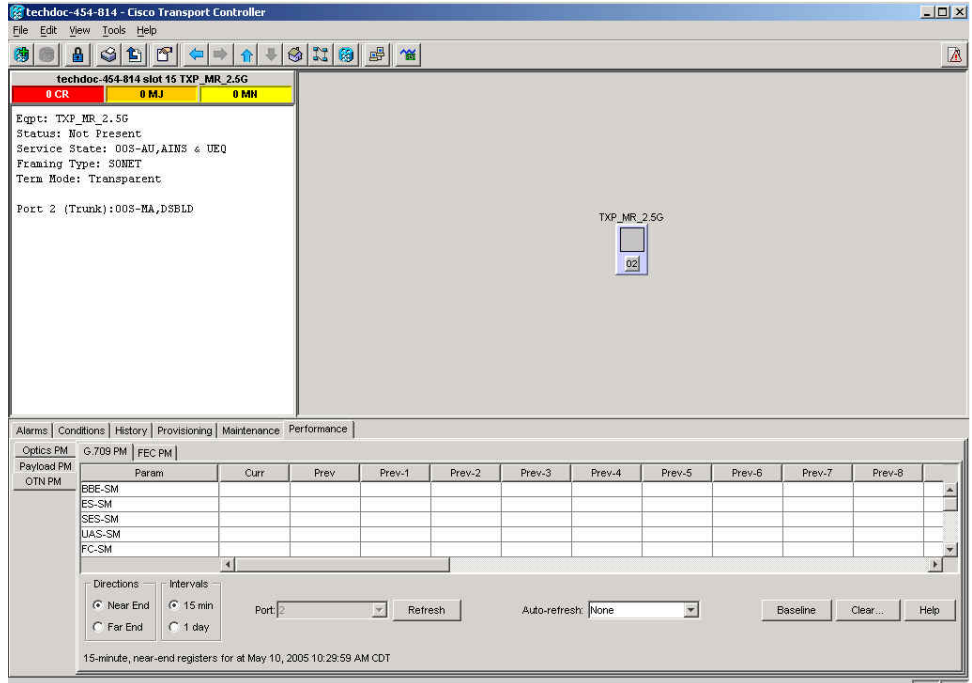 techdoc-454-814 - Cisco Transport Controller
File Edit View Tools Help
techdoc-454-814 slot 15 TXP_MR_2.5G
0 CR 0 MJ 0 MN
Eqpt: TXP_MR_2.5G
Status: Not Present
Service State: OOS-AU,AINS & UEQ
Framing Type: SONET
Term Mode: Transparent
Port 2 (Trunk):OOS-MA,DSBLD
TXP_MR_2.5G
02
Alarms Conditions History Provisioning Maintenance Performance
Optics PM
Payload PM
OTN PM
G.709 PM FEC PM
Param Curr Prev Prev-1 Prev-2 Prev-3 Prev-4 Prev-5 Prev-6 Prev-7 Prev-8
BBE-SM
ES-SM
SES-SM
UAS-SM
FC-SM
Directions Intervals
Near End 15 min Port: 2 Refresh Auto-refresh: None Baseline Clear... Help
Far End 1 day
15-minute, near-end registers for at May 10, 2005 10:29:59 AM CDT